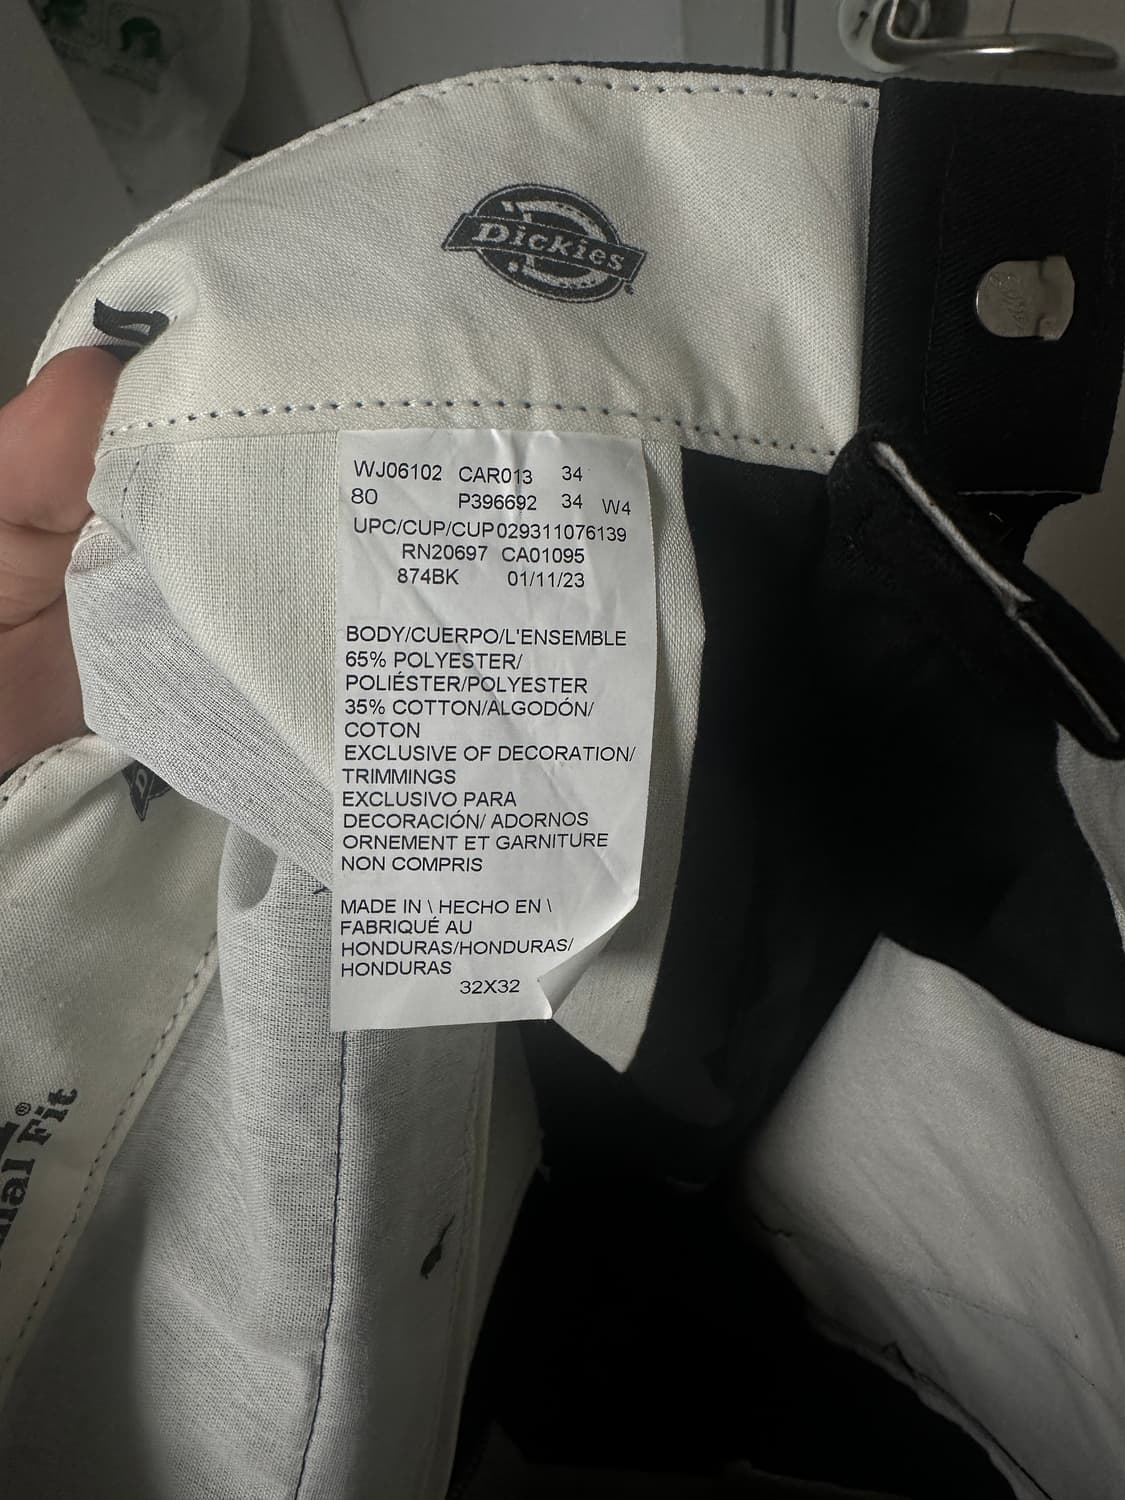 Dickies
WJ06102 CAR013 34
80 P396692 34 W4
UPC/CUP/CUP 029311076139
RN20697 CA01095
874BK 01/11/23
BODY/CUERPO/L'ENSEMBLE
65% POLYESTER/
POLIÉSTER/POLYESTER
35% COTTON/ALGODÓN/
COTON
EXCLUSIVE OF DECORATION/
TRIMMINGS
EXCLUSIVO PARA
DECORACIÓN/ ADORNOS
ORNEMENT ET GARNITURE
NON COMPRIS
MADE IN \ HECHO EN \
FABRIQUÉ AU
HONDURAS/HONDURAS/
HONDURAS
32X32
Fit